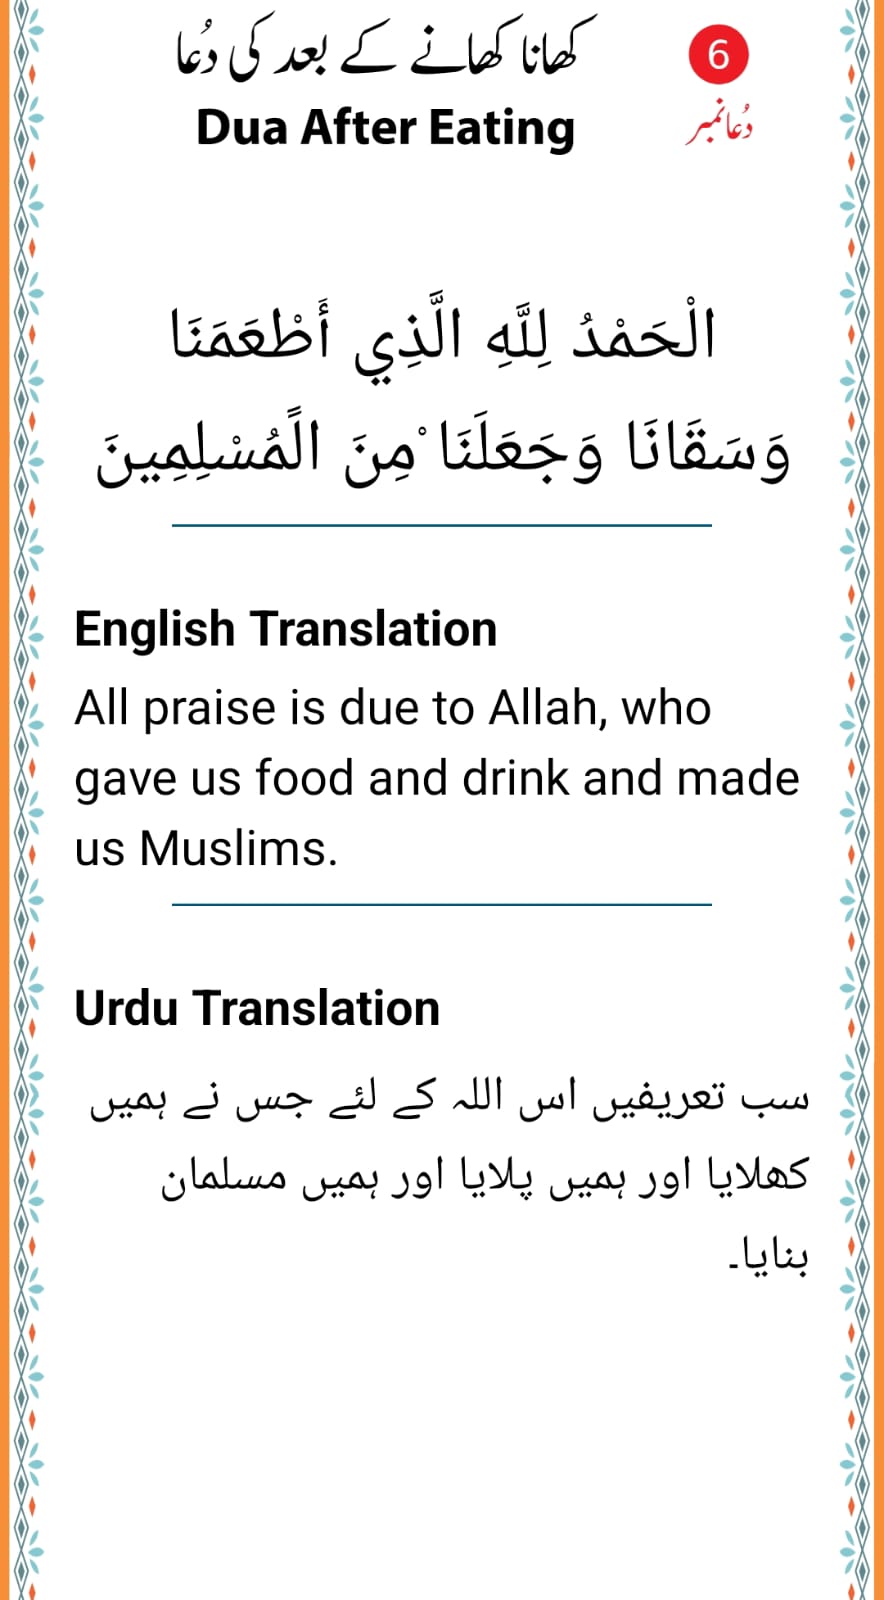 کھانا کھانے کے بعد کی دُعا
6
Dua After Eating
دُعا نمبر
الْحَمْدُ لِلَّهِ الَّذِي أَطْعَمَنَا
وَسَقَانَا وَجَعَلَنَا ْمِنَ الًمُسْلِمِينَ
English Translation
All praise is due to Allah, who
gave us food and drink and made
us Muslims.
Urdu Translation
سب تعریفیں اس اللہ کے لئے جس نے ہمیں
کھلایا اور ہمیں پلایا اور ہمیں مسلمان
بنایا۔